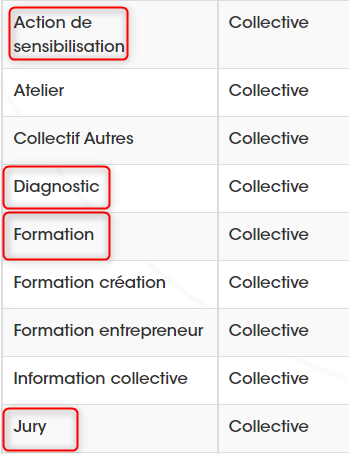 Action de Collective
sensibilisation
Atelier Collective
Collectif Autres Collective
Diagnostic Collective
Formation Collective
Formation création Collective
Formation entrepreneur Collective
Information collective Collective
Jury Collective